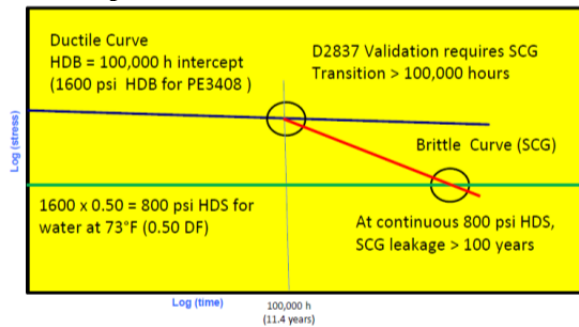 Ductile Curve
HDB = 100,000 h intercept
(1600 psi HDB for PE3408 )
D2837 Validation requires SCG
Transition > 100,000 hours
Log (stress)
Brittle Curve (SCG)
1600 x 0.50 = 800 psi HDS for
water at 73°F (0.50 DF)
At continuous 800 psi HDS,
SCG leakage > 100 years
Log (time)
100,000 h
(11.4 years)